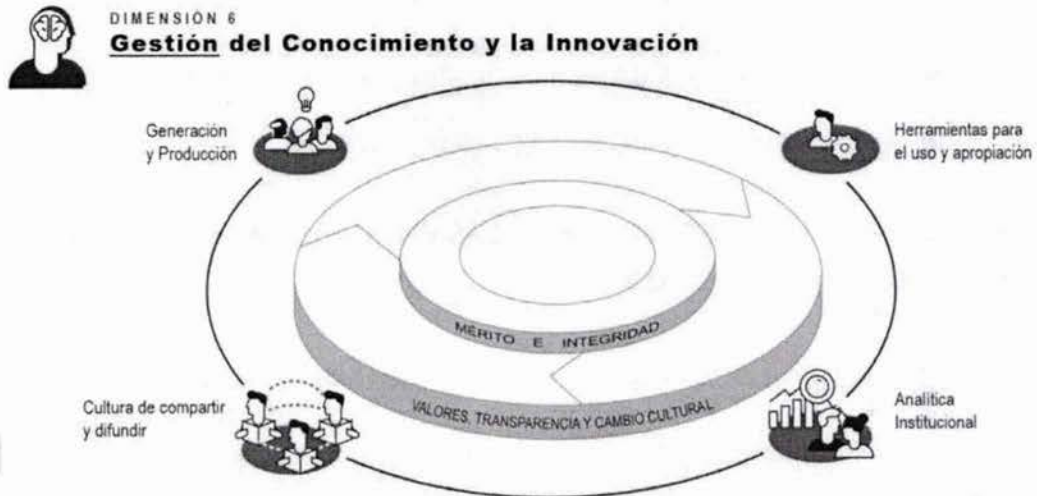 DIMENSIÓN 6
Gestión del Conocimiento y la Innovación
Generación
y Producción
Herramientas para
el uso y apropiación
MÉRITO E INTEGRIDAD
VALORES, TRANSPARENCIA Y CAMBIO CULTURAL
Cultura de compartir
y difundir
Analítica
Institucional